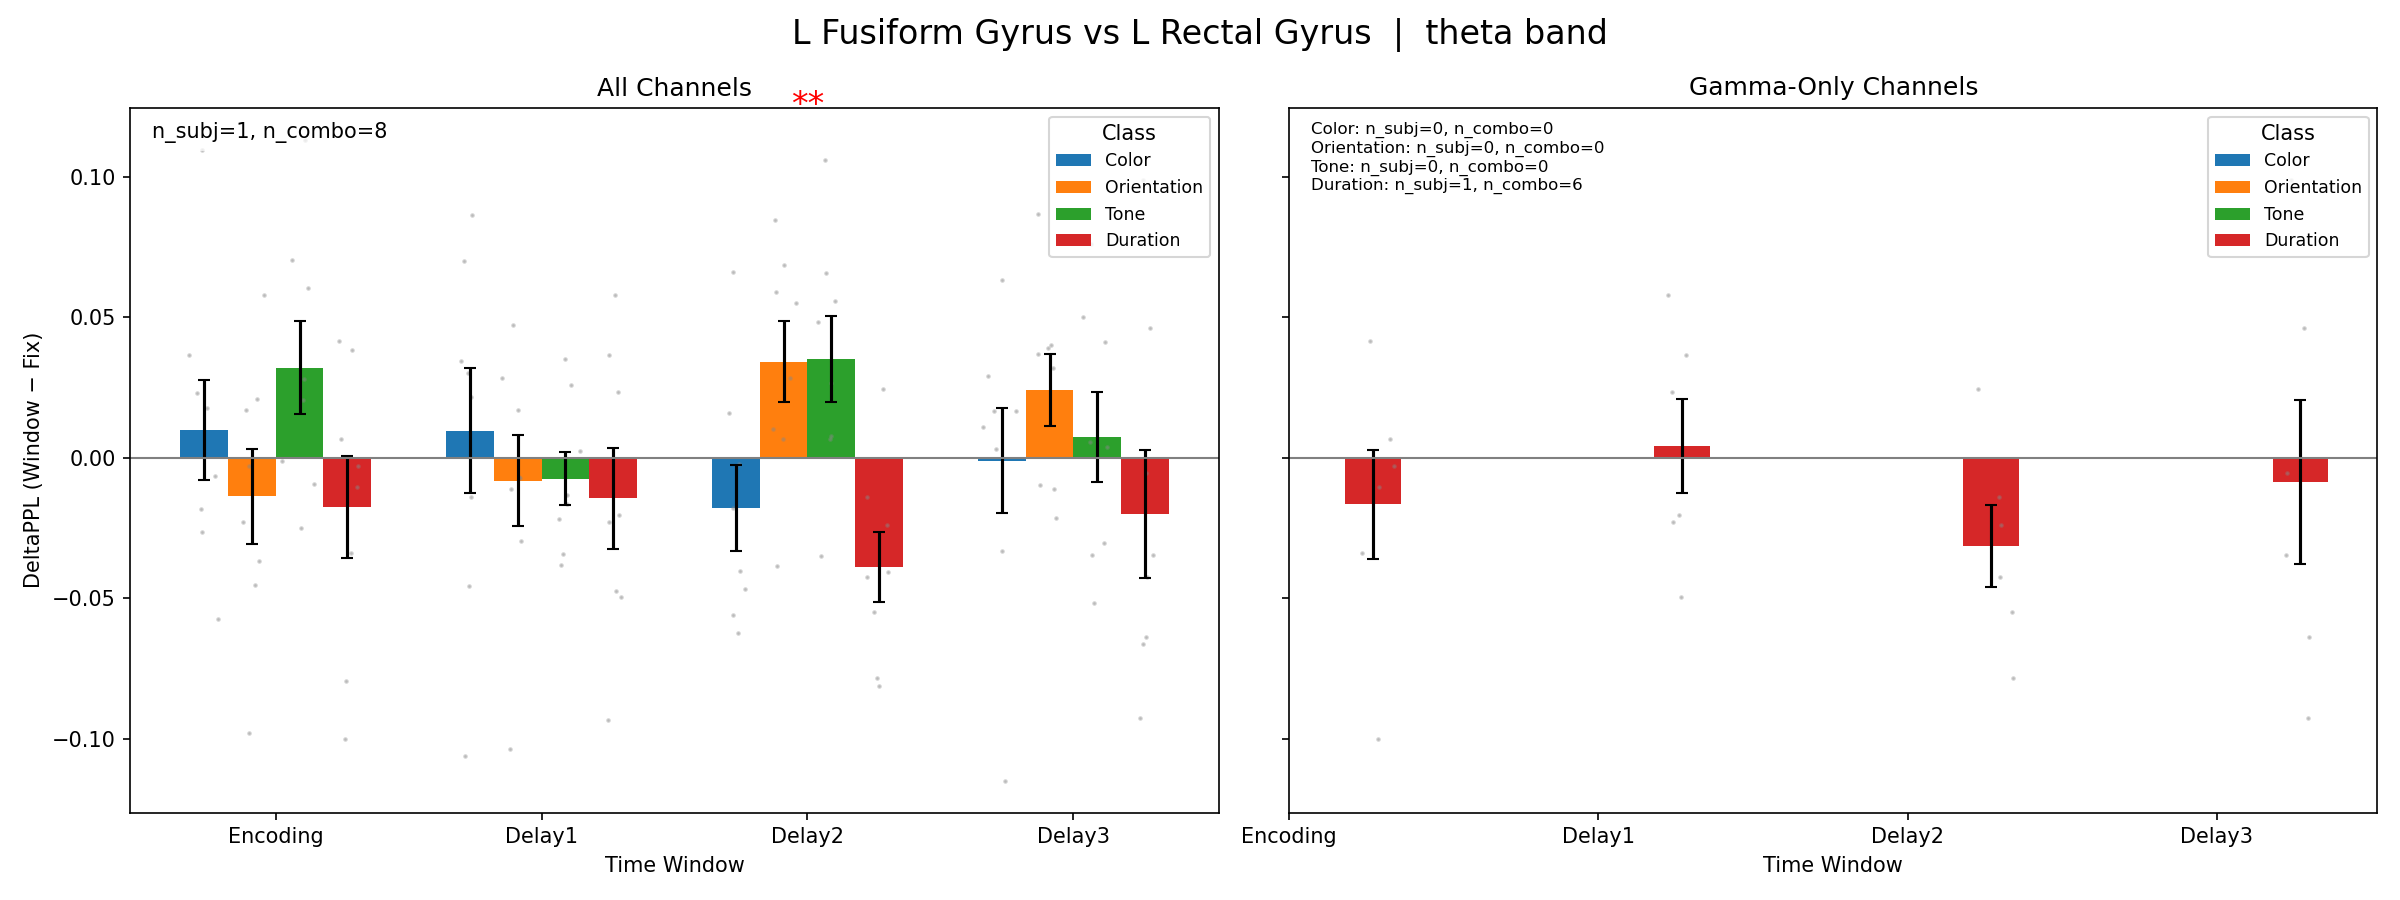 L Fusiform Gyrus vs L Rectal Gyrus | theta band
All Channels
**
n_subj=1, n_combo=8
Class
Color
Orientation
Tone
Duration
0.10
0.05
0.00
−0.05
−0.10
DeltaPPL (Window − Fix)
Encoding
Delay1
Delay2
Delay3
Time Window
Gamma-Only Channels
Color: n_subj=0, n_combo=0
Orientation: n_subj=0, n_combo=0
Tone: n_subj=0, n_combo=0
Duration: n_subj=1, n_combo=6
Class
Color
Orientation
Tone
Duration
Encoding
Delay1
Delay2
Delay3
Time Window